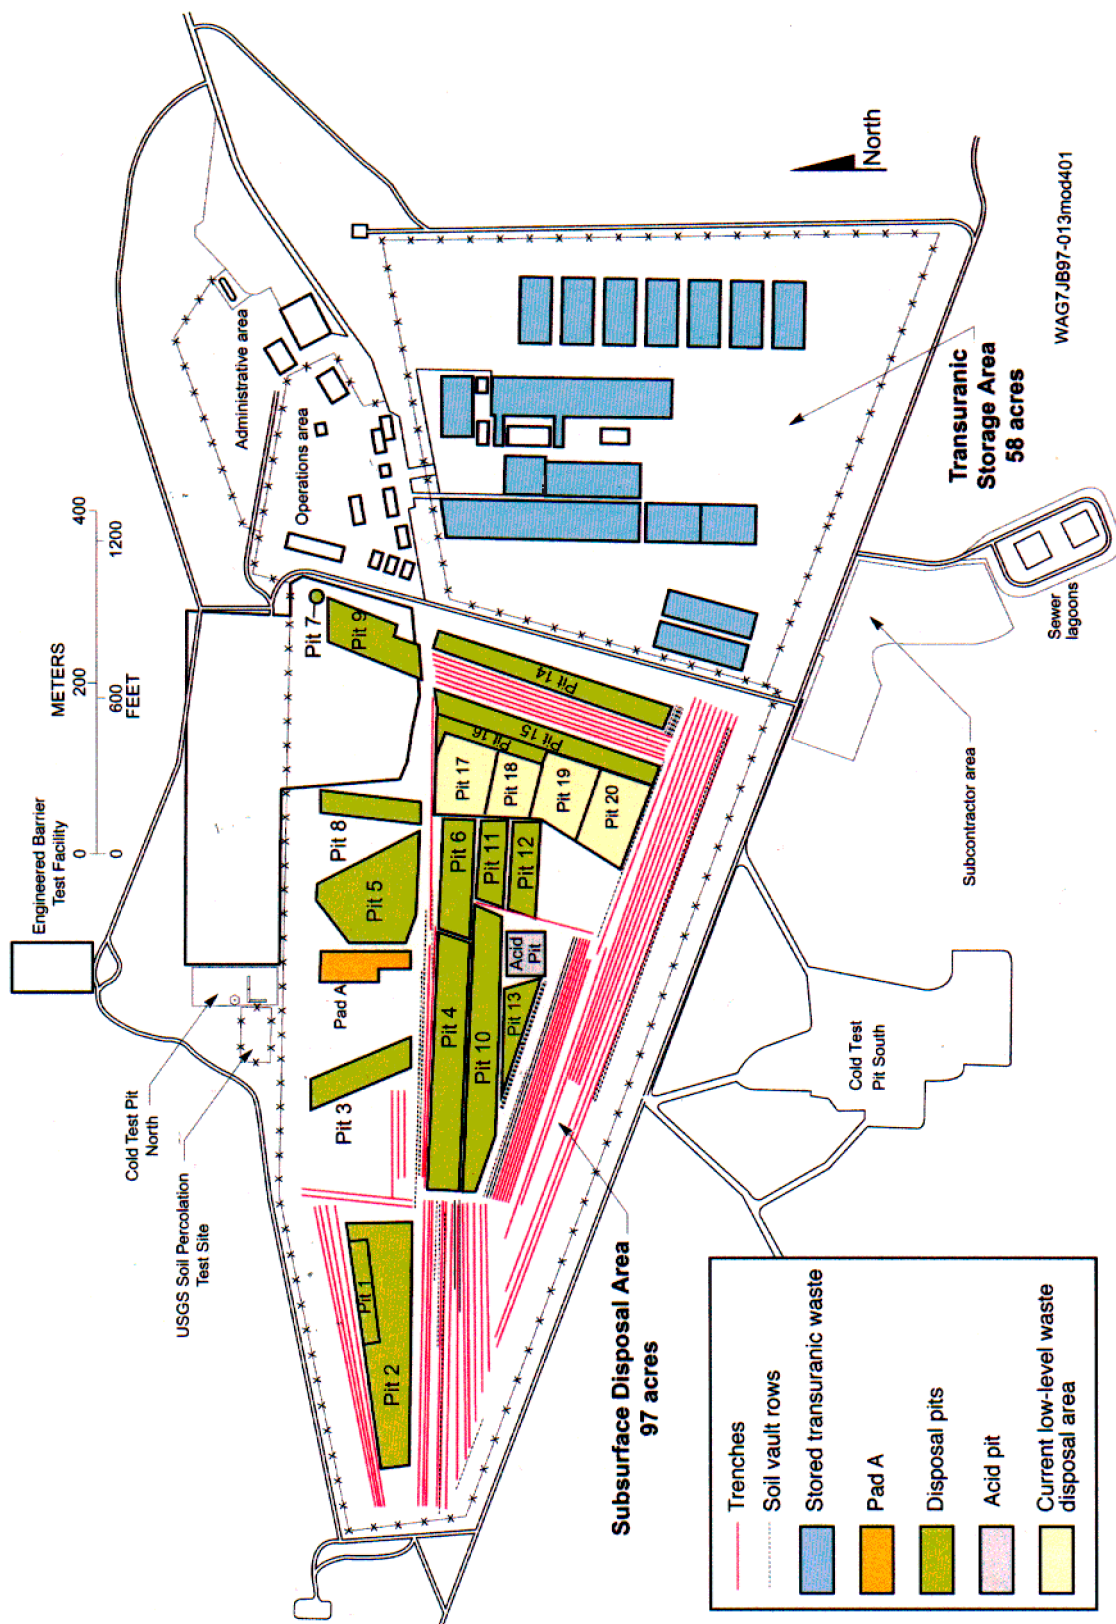 Engineered Barrier
Test Facility
METERS
0
200
400
0
600
1200
FEET
Cold Test Pit
North
USGS Soil Percolation
Test Site
Administrative area
Operations area
Pit 7
Pit 9
Pit 8
Pit 5
Pad A
Pit 3
Pit 1
Pit 2
Pit 4
Pit 6
Pit 10
Pit 11
Pit 12
Acid
Pit
Pit 13
Pit 14
Pit 15
Pit 16
Pit 17
Pit 18
Pit 19
Pit 20
Subsurface Disposal Area
97 acres
Transuranic
Storage Area
58 acres
North
Cold Test
Pit South
Subcontractor area
Sewer
lagoons
WAG7JB97-013mod401
Trenches
Soil vault rows
Stored transuranic waste
Pad A
Disposal pits
Acid pit
Current low-level waste
disposal area